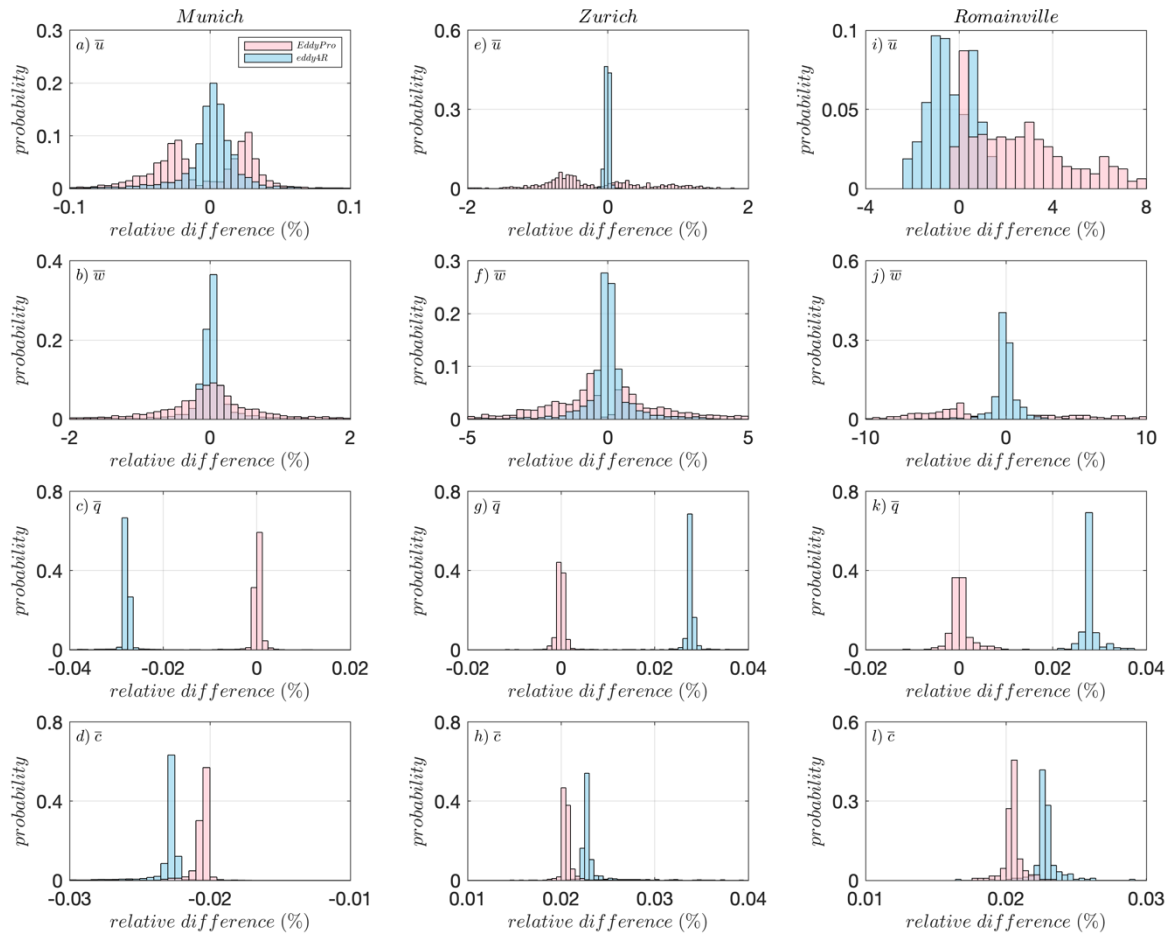 Munich
Zurich
Romainville
a) u̅
EddyPro
eddy4R
0.3
0.2
0.1
0
probability
-0.1
0
0.1
relative difference (%)
e) u̅
0.6
0.3
0
probability
-2
0
2
relative difference (%)
i) u̅
0.1
0.05
0
probability
-4
0
4
8
relative difference (%)
b) w̅
0.4
0.2
0
probability
-2
0
2
relative difference (%)
f) w̅
0.3
0.2
0.1
0
probability
-5
0
5
relative difference (%)
j) w̅
0.6
0.3
0
probability
-10
0
10
relative difference (%)
c) q̅
0.8
0.4
0
probability
-0.04
-0.02
0
0.02
relative difference (%)
g) q̅
0.8
0.4
0
probability
-0.02
0
0.02
0.04
relative difference (%)
k) q̅
0.8
0.4
0
probability
-0.02
0
0.02
0.04
relative difference (%)
d) c̅
0.8
0.4
0
probability
-0.03
-0.02
-0.01
relative difference (%)
h) c̅
0.8
0.4
0
probability
0.01
0.02
0.03
0.04
relative difference (%)
l) c̅
0.6
0.3
0
probability
0.01
0.02
0.03
relative difference (%)